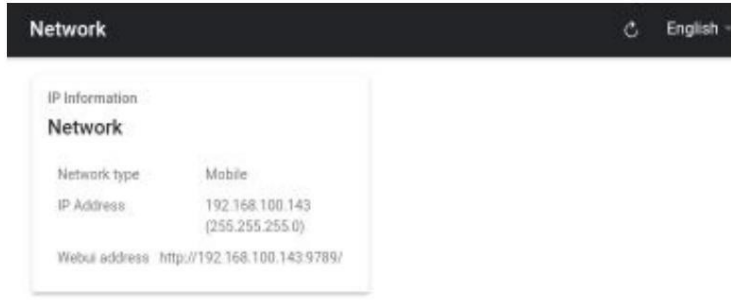 Network English
IP Information
Network
Network type Mobile
IP Address 192.168.100.143
(255.255.255.0)
Webui address http://192.168.100.143:9789/